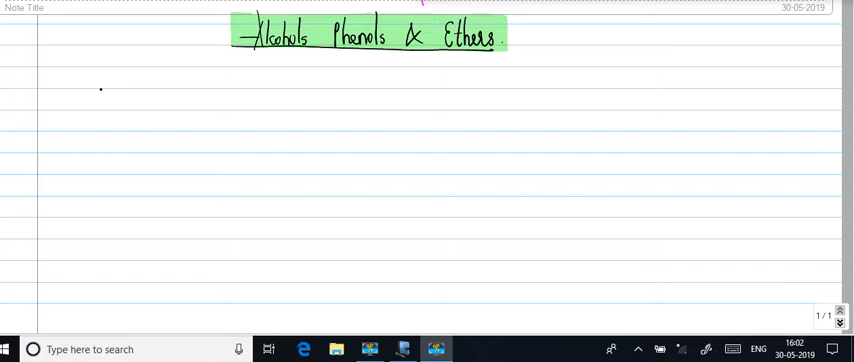 Note Title
30-05-2019
Alcohols Phenols & Ethers.
1 / 1
Type here to search
ENG
16:02
30-05-2019